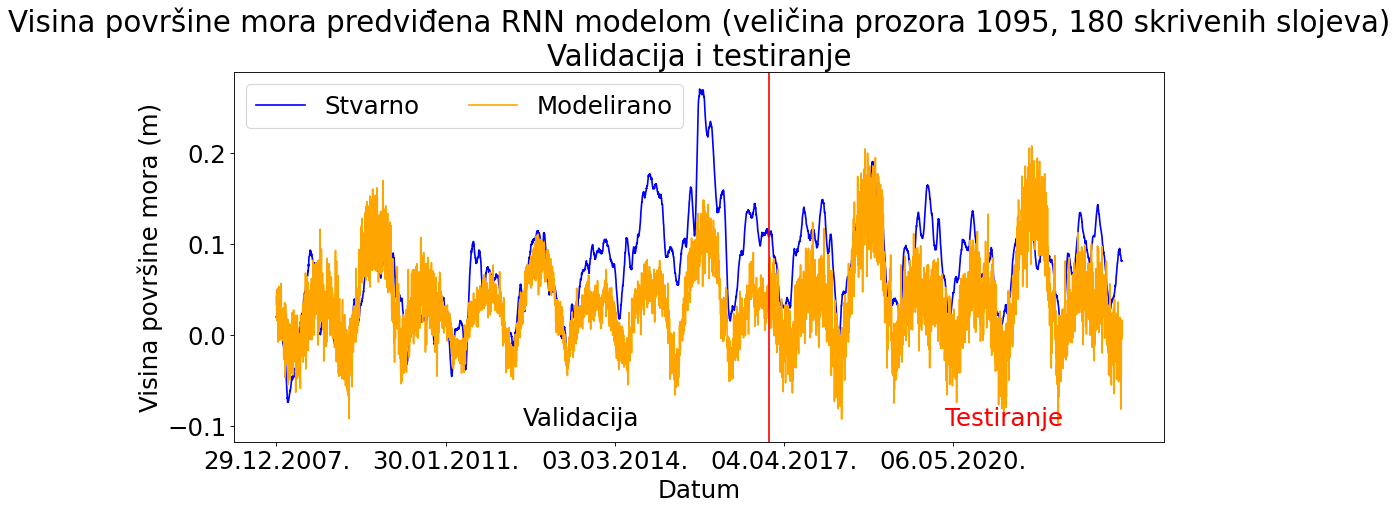 Visina površine mora predviđena RNN modelom (veličina prozora 1095, 180 skrivenih slojeva)
Validacija i testiranje
Stvarno
Modelirano
Visina površine mora (m)
0.2
0.1
0.0
−0.1
Validacija
Testiranje
29.12.2007.
30.01.2011.
03.03.2014.
04.04.2017.
06.05.2020.
Datum